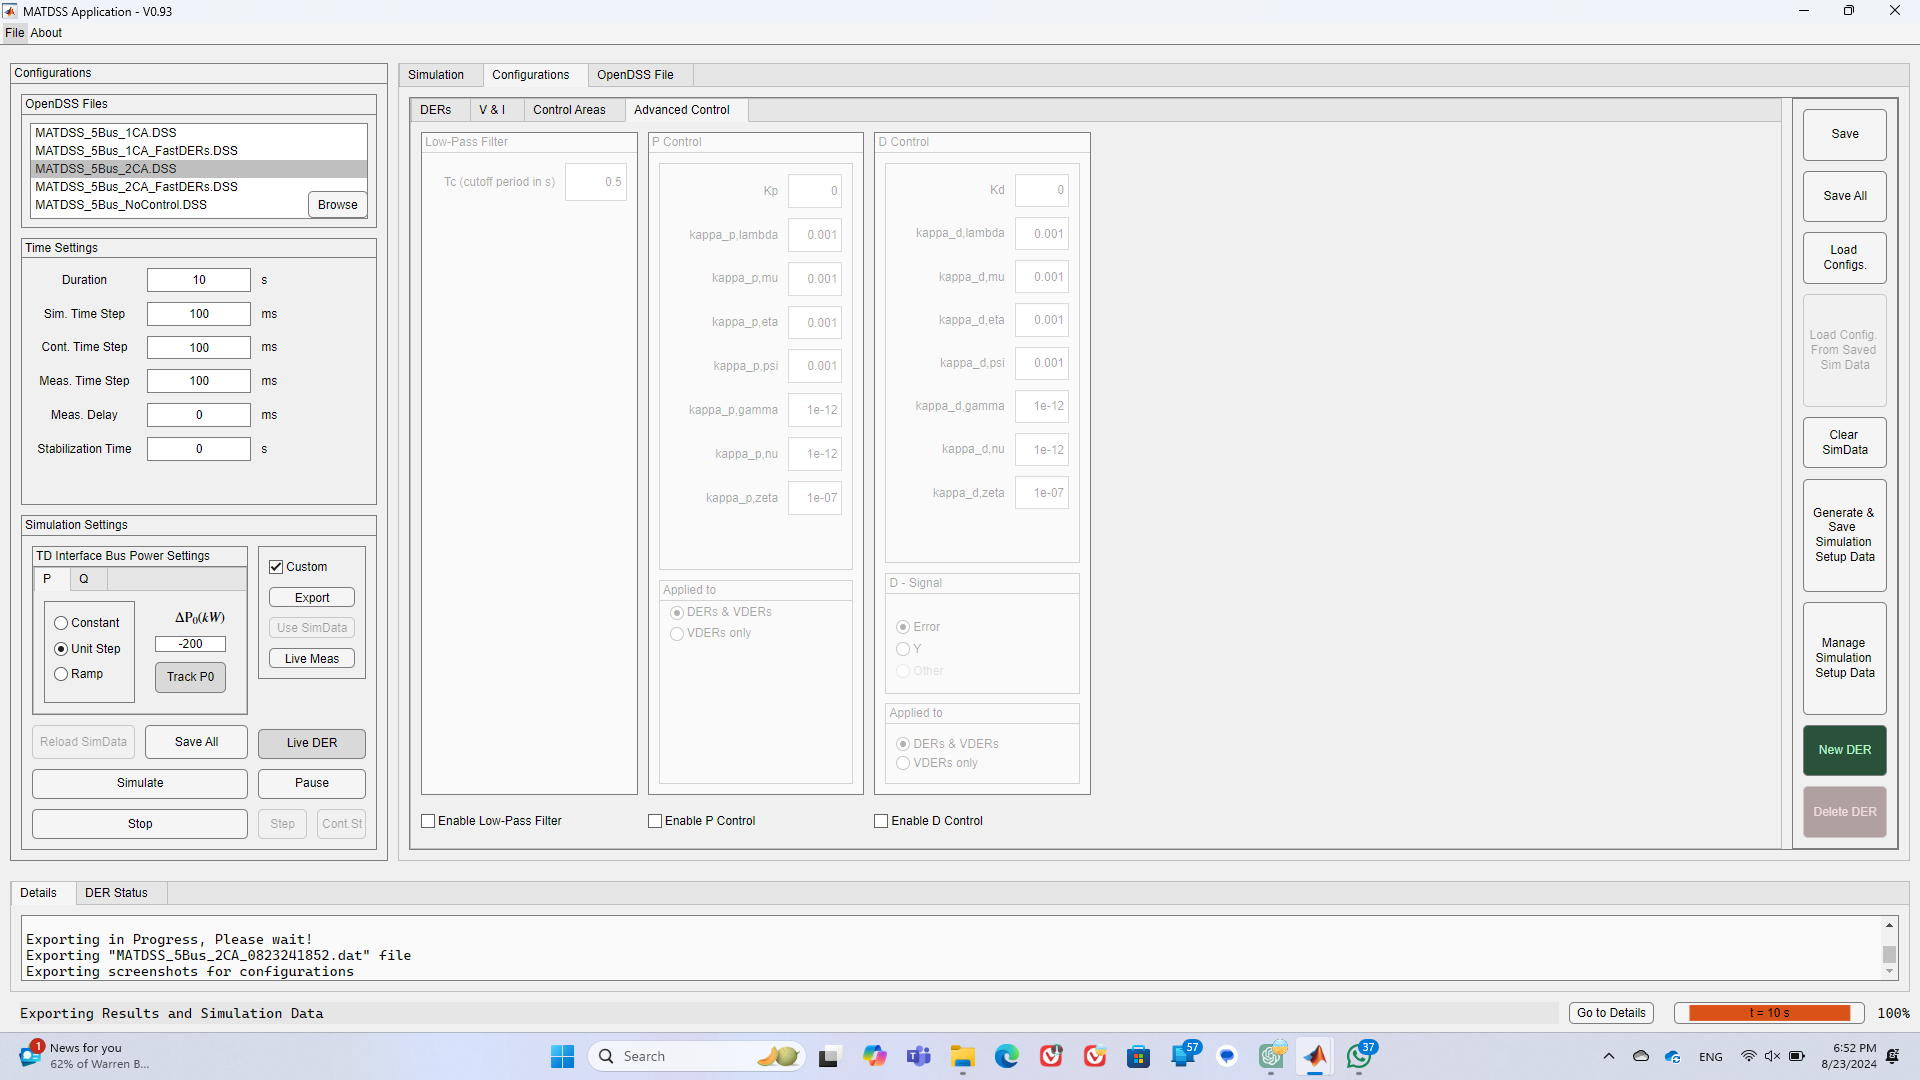 MATDSS Application - V0.93
File About
Configurations
OpenDSS Files
MATDSS_5Bus_1CA.DSS
MATDSS_5Bus_1CA_FastDERs.DSS
MATDSS_5Bus_2CA.DSS
MATDSS_5Bus_2CA_FastDERs.DSS
MATDSS_5Bus_NoControl.DSS
Browse
Time Settings
Duration 10 s
Sim. Time Step 100 ms
Cont. Time Step 100 ms
Meas. Time Step 100 ms
Meas. Delay 0 ms
Stabilization Time 0 s
Simulation Settings
TD Interface Bus Power Settings
P Q
Constant
Unit Step
Ramp
ΔP0(kW)
-200
Track P0
Custom
Export
Use SimData
Live Meas
Reload SimData Save All Live DER
Simulate Pause
Stop Step Cont.St
Simulation Configurations OpenDSS File
DERs V & I Control Areas Advanced Control
Low-Pass Filter
Tc (cutoff period in s) 0.5
P Control
Kp 0
kappa_p,lambda 0.001
kappa_p,mu 0.001
kappa_p,eta 0.001
kappa_p,psi 0.001
kappa_p,gamma 1e-12
kappa_p,nu 1e-12
kappa_p,zeta 1e-07
Applied to
DERs & VDERs
VDERs only
D Control
Kd 0
kappa_d,lambda 0.001
kappa_d,mu 0.001
kappa_d,eta 0.001
kappa_d,psi 0.001
kappa_d,gamma 1e-12
kappa_d,nu 1e-12
kappa_d,zeta 1e-07
D - Signal
Error
Y
Other
Applied to
DERs & VDERs
VDERs only
Enable Low-Pass Filter Enable P Control Enable D Control
Save
Save All
Load
Configs.
Load Config.
From Saved
Sim Data
Clear
SimData
Generate &
Save
Simulation
Setup Data
Manage
Simulation
Setup Data
New DER
Delete DER
Details DER Status
Exporting in Progress, Please wait!
Exporting "MATDSS_5Bus_2CA_0823241852.dat" file
Exporting screenshots for configurations
Exporting Results and Simulation Data Go to Details t = 10 s 100%
1
News for you
62% of Warren B...
Search
57
37
ENG
6:52 PM
8/23/2024